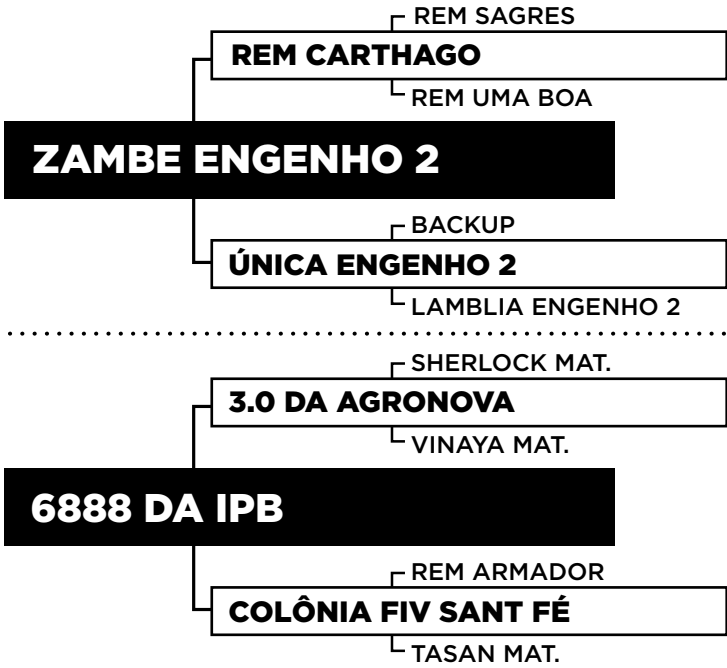 REM SAGRES
REM CARTHAGO
REM UMA BOA
ZAMBE ENGENHO 2
BACKUP
ÚNICA ENGENHO 2
LAMBLIA ENGENHO 2
SHERLOCK MAT.
3.0 DA AGRONOVA
VINAYA MAT.
6888 DA IPB
REM ARMADOR
COLÔNIA FIV SANT FÉ
TASAN MAT.